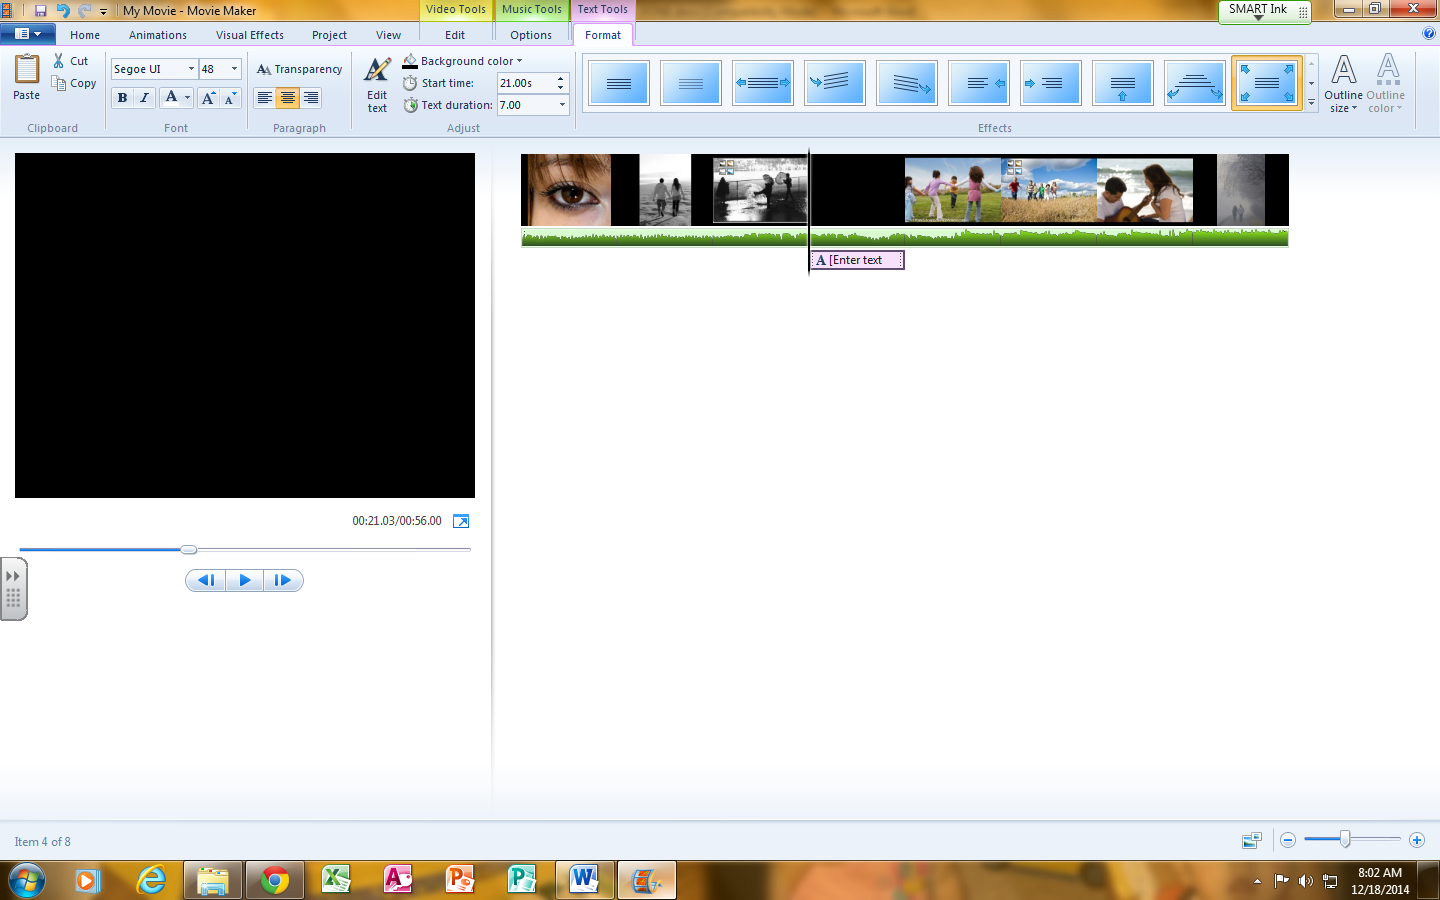 My Movie - Movie Maker
Video Tools
Music Tools
Text Tools
SMART Ink
Home
Animations
Visual Effects
Project
View
Edit
Options
Format
Paste
Cut
Copy
Clipboard
Segoe UI
48
B I A A A
Font
AA Transparency
Paragraph
Edit
text
Background color
Start time: 21.00s
Text duration: 7.00
Adjust
Effects
A
Outline
size
A
Outline
color
A [Enter text
00:21.03/00:56.00
Item 4 of 8
8:02 AM
12/18/2014